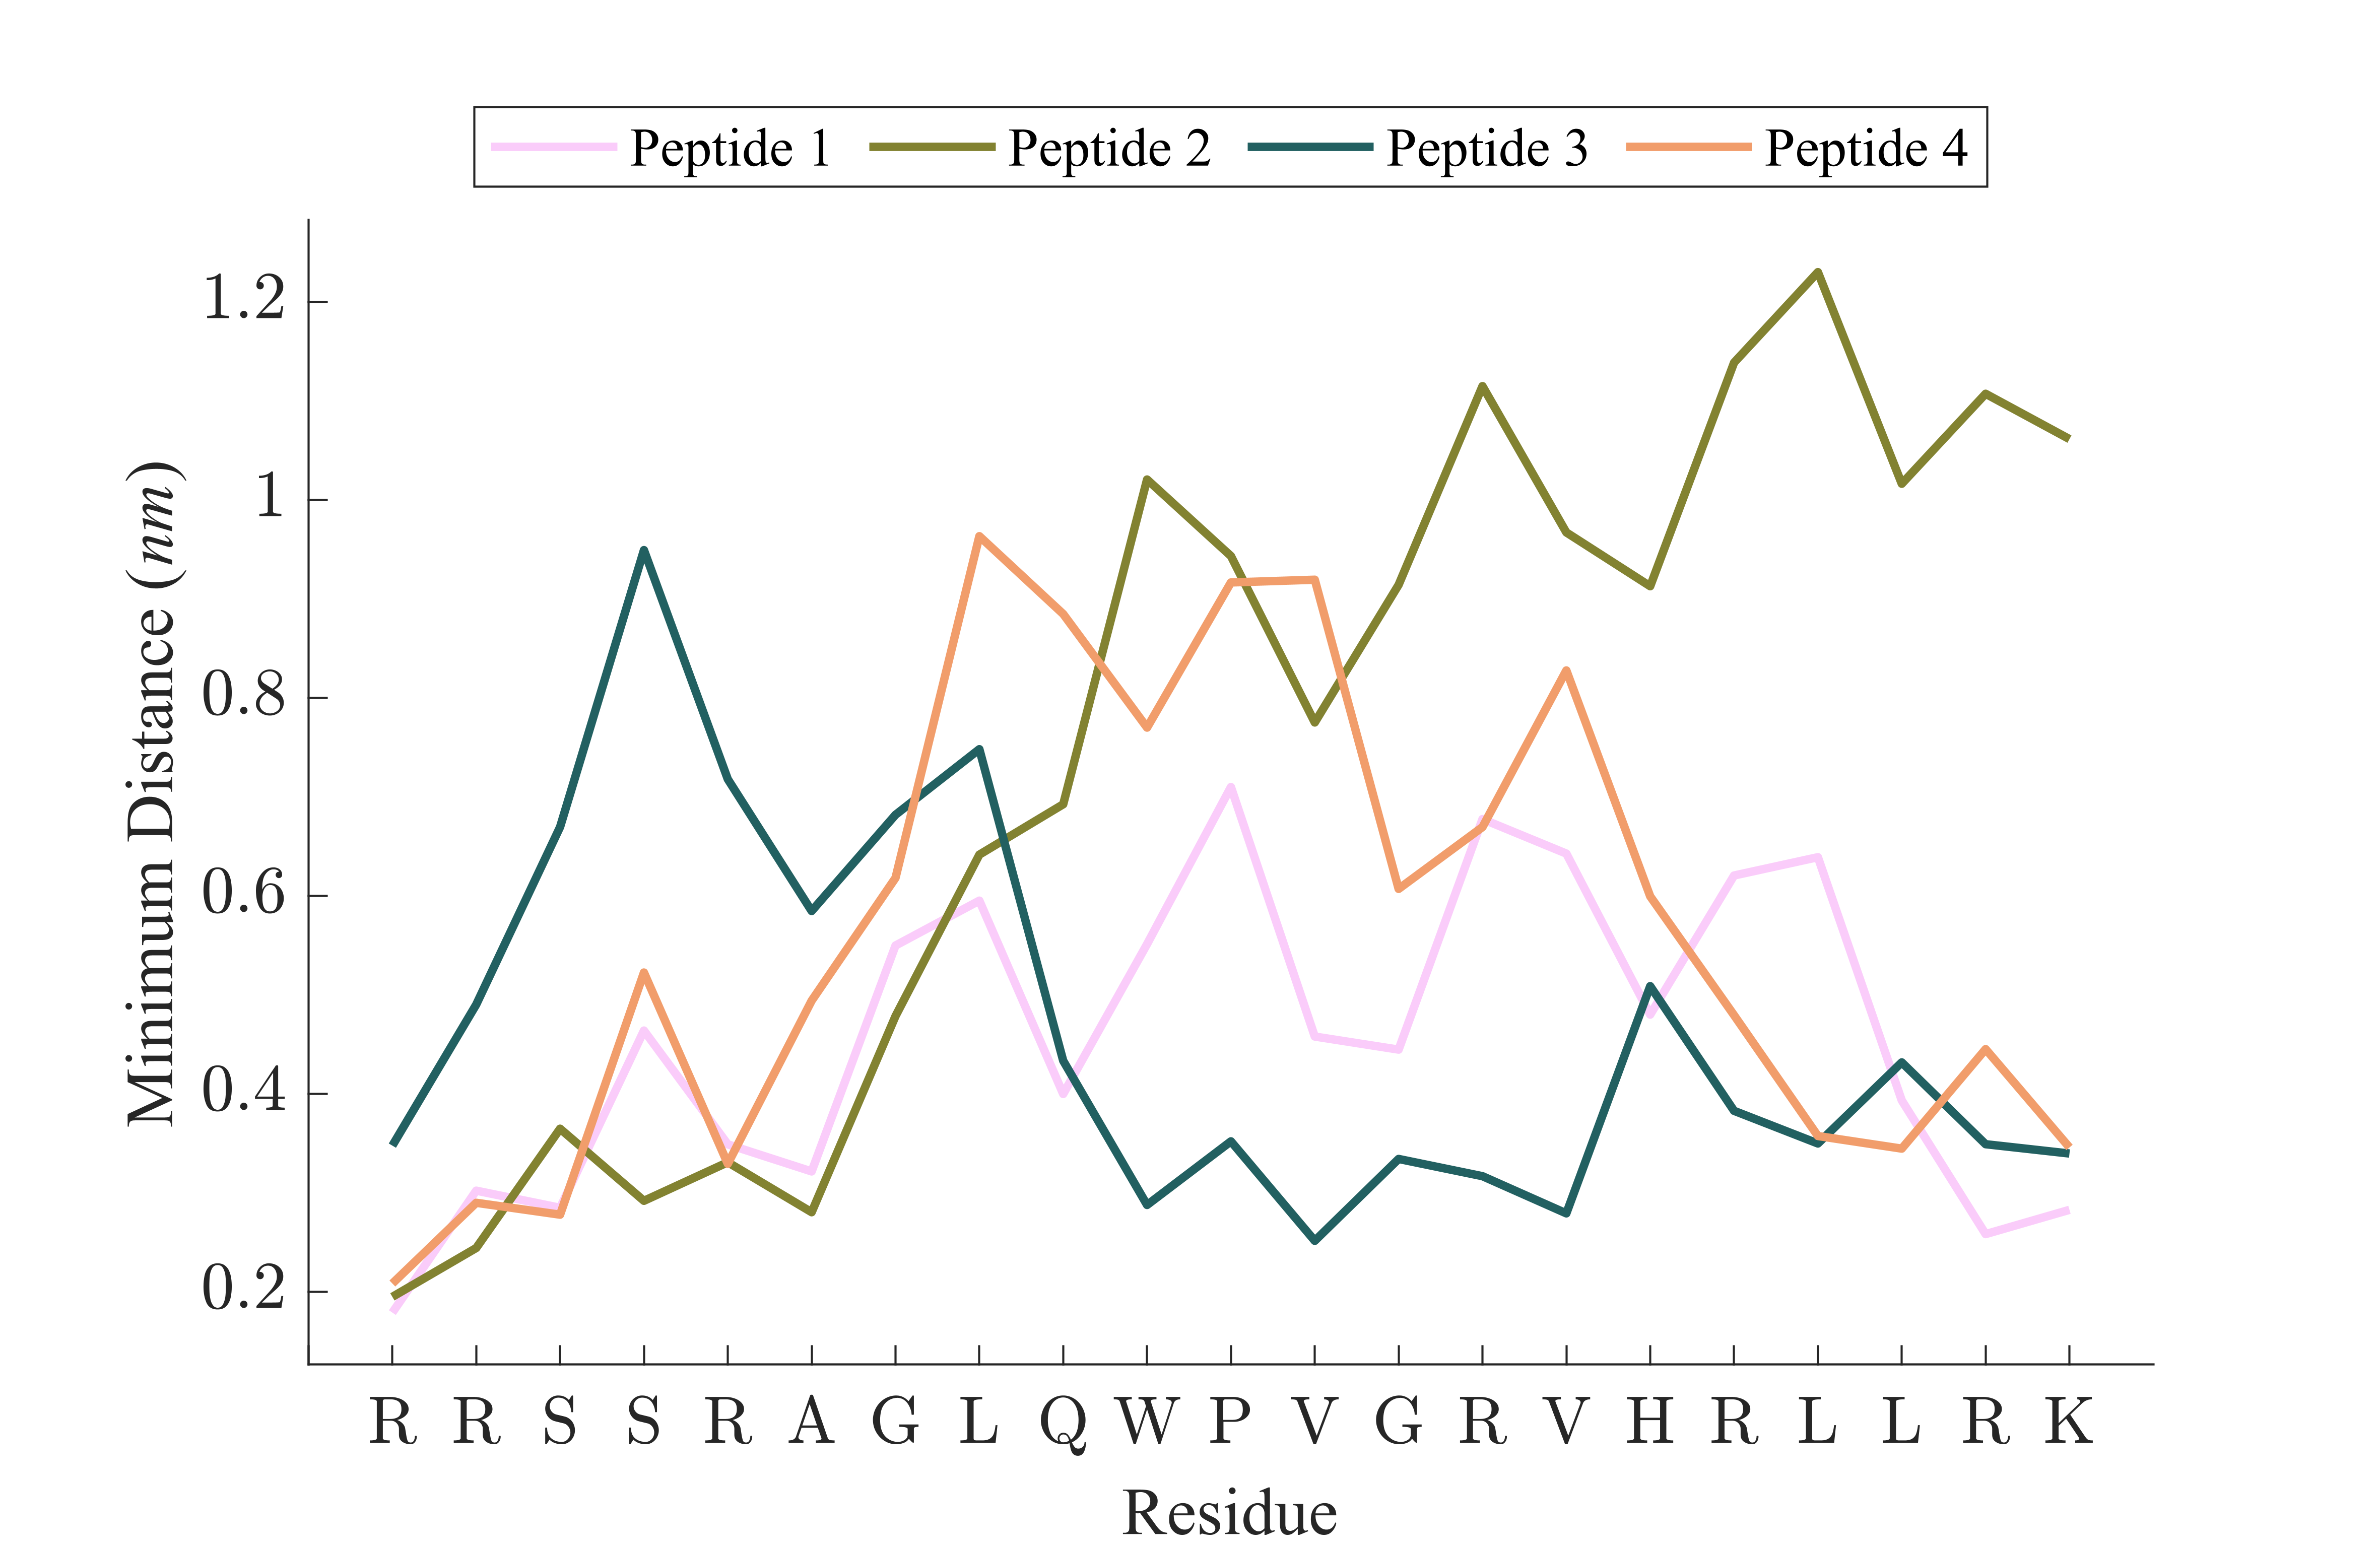 Peptide 1 Peptide 2 Peptide 3 Peptide 4
1.2
1
0.8
0.6
0.4
0.2
Minimum Distance (nm)
R R S S R A G L Q W P V G R V H R L L R K
Residue